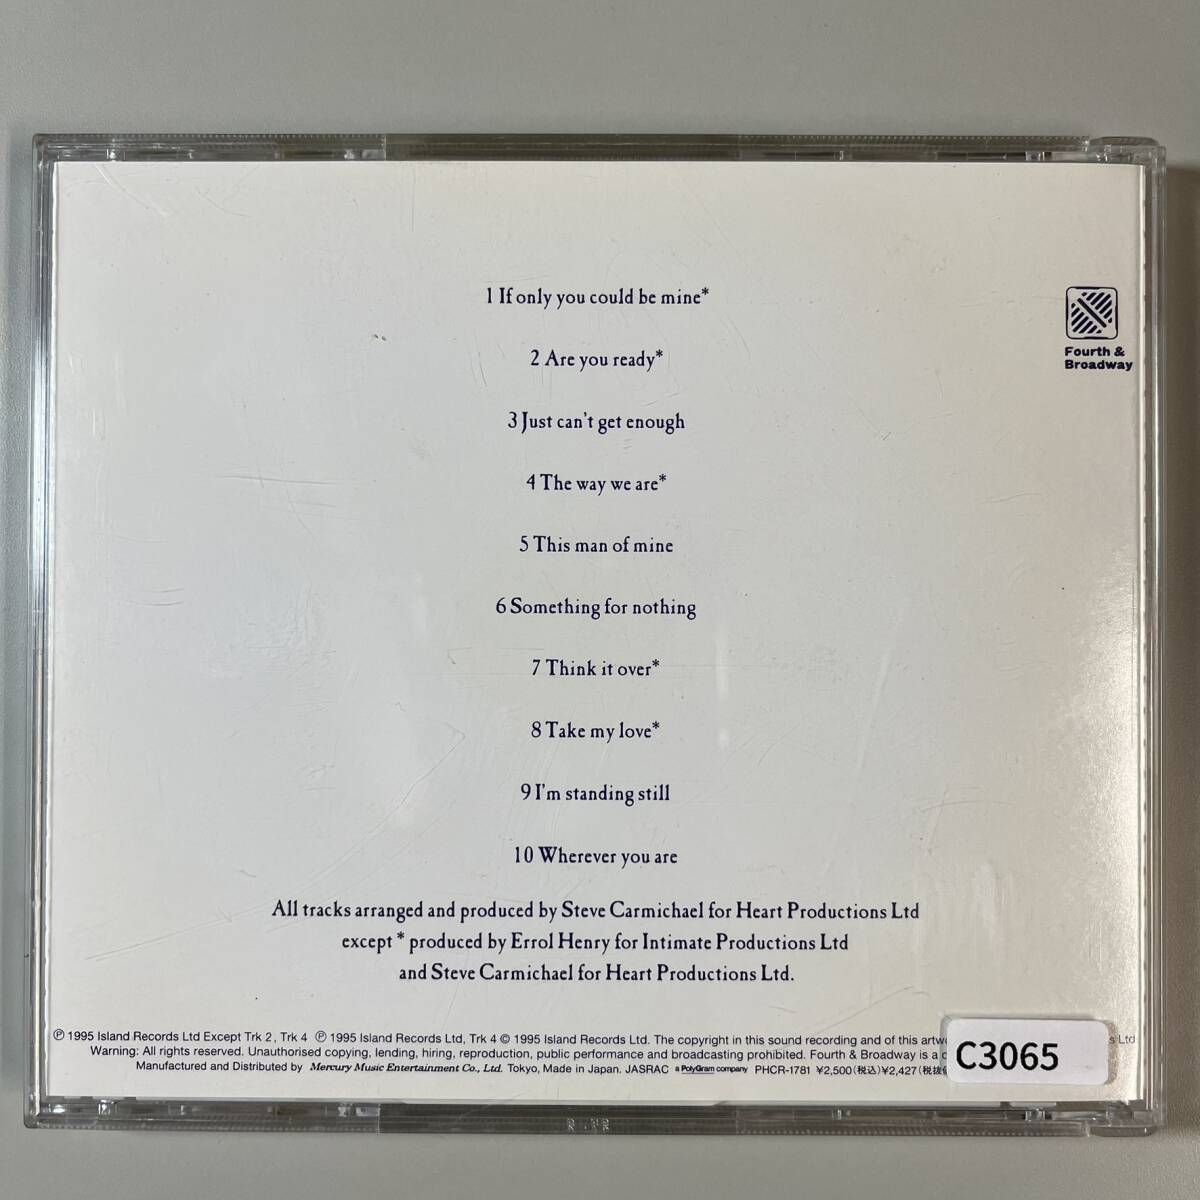 1 If only you could be mine*
2 Are you ready*
3 Just can't get enough
4 The way we are*
5 This man of mine
6 Something for nothing
7 Think it over*
8 Take my love*
9 I'm standing still
10 Wherever you are
Fourth &
Broadway
All tracks arranged and produced by Steve Carmichael for Heart Productions Ltd
except * produced by Errol Henry for Intimate Productions Ltd
and Steve Carmichael for Heart Productions Ltd.
℗ 1995 Island Records Ltd Except Trk 2, Trk 4 ℗ 1995 Island Records Ltd, Trk 4 © 1995 Island Records Ltd. The copyright in this sound recording and of this artw s Ltd
Warning: All rights reserved. Unauthorised copying, lending, hiring, reproduction, public performance and broadcasting prohibited. Fourth & Broadway is a
Manufactured and Distributed by Mercury Music Entertainment Co., Ltd. Tokyo, Made in Japan. JASRAC a PolyGram company PHCR-1781 ¥2,500(税込)¥2,427(税抜
C3065